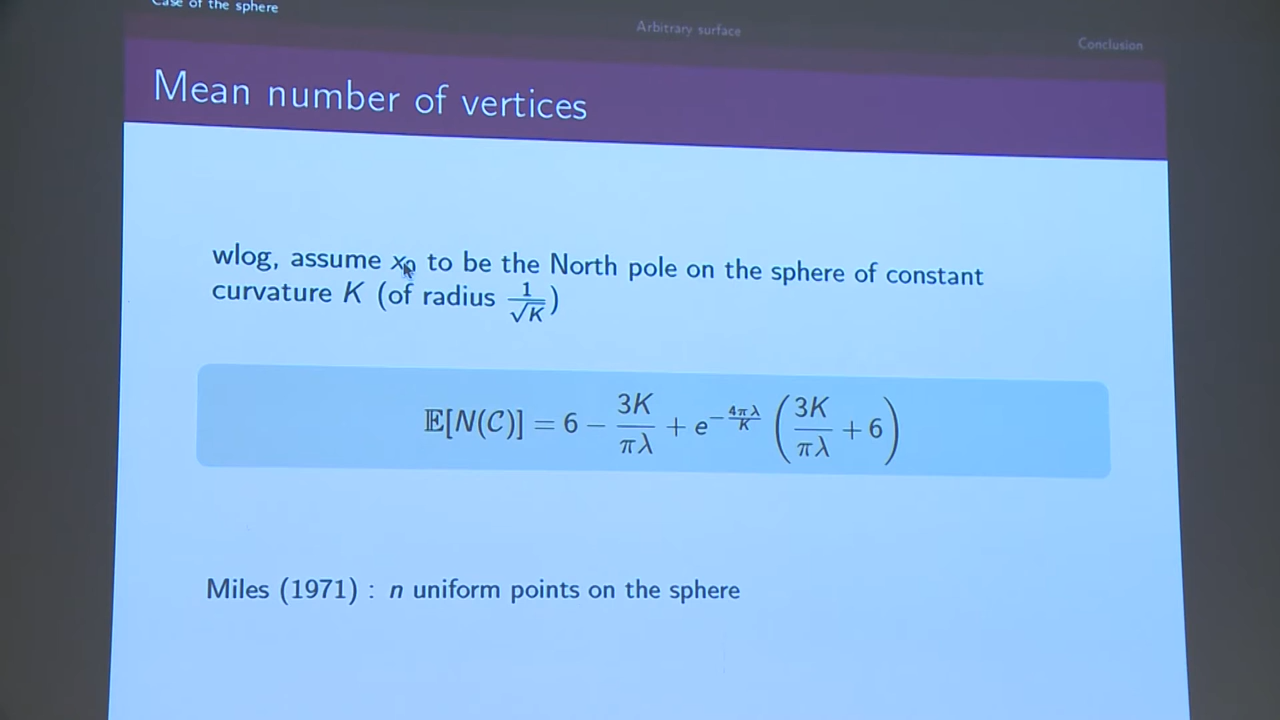 Case of the sphere
Arbitrary surface
Conclusion
Mean number of vertices
wlog, assume x₀ to be the North pole on the sphere of constant
curvature K (of radius 1/√K)
𝔼[N(𝒞)] = 6 − 3K/πλ + e^{−4πλ/K} (3K/πλ + 6)
Miles (1971) : n uniform points on the sphere